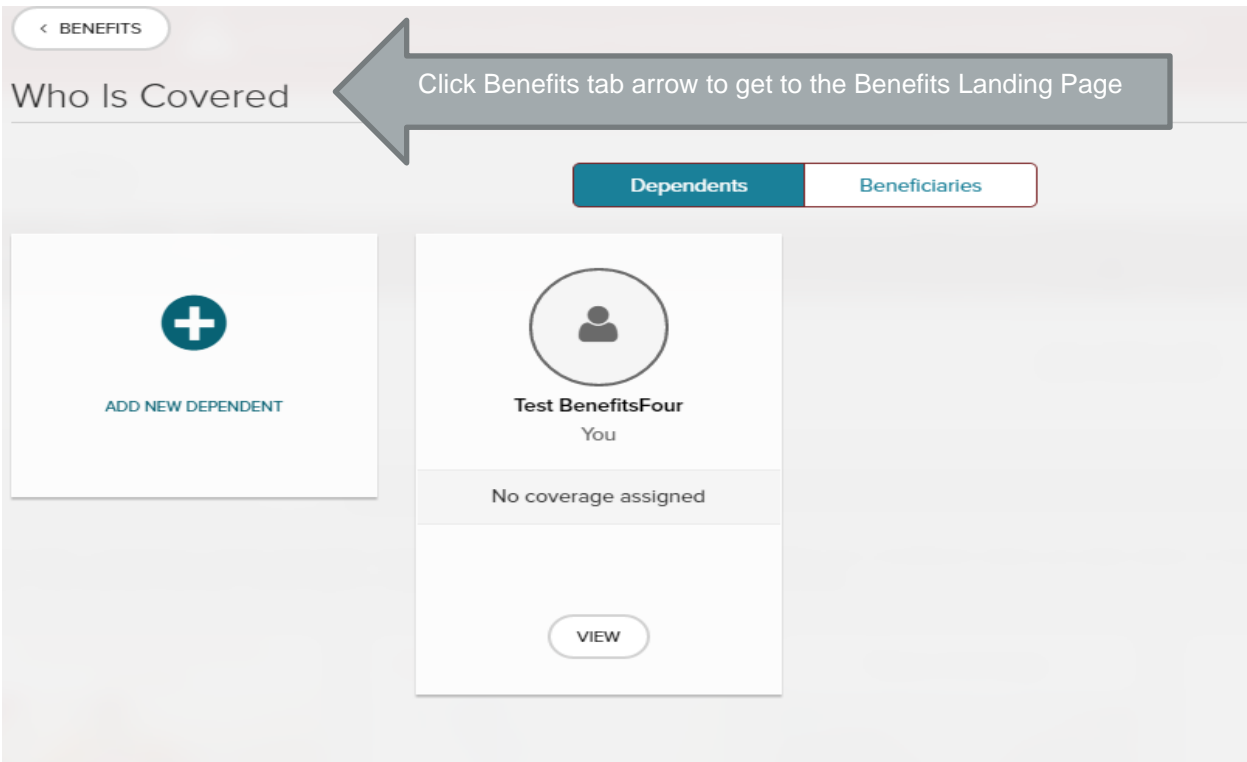 < BENEFITS
Click Benefits tab arrow to get to the Benefits Landing Page
Who Is Covered
Dependents
Beneficiaries
ADD NEW DEPENDENT
Test BenefitsFour
You
No coverage assigned
VIEW